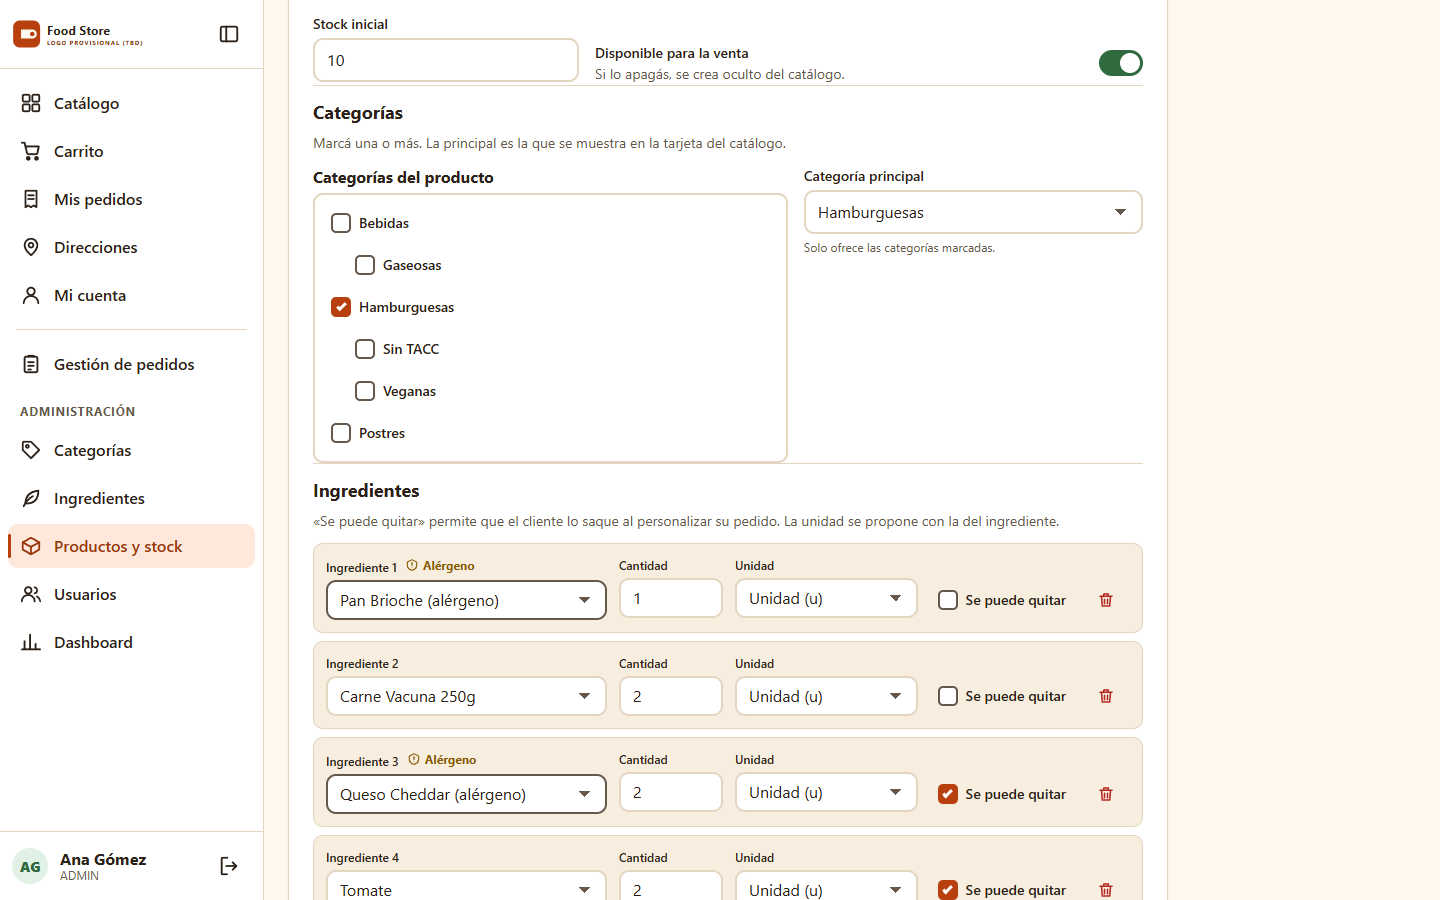 Food Store
LOGO PROVISIONAL (TBD)
Catálogo
Carrito
Mis pedidos
Direcciones
Mi cuenta
Gestión de pedidos
ADMINISTRACIÓN
Categorías
Ingredientes
Productos y stock
Usuarios
Dashboard
AG
Ana Gómez
ADMIN
Stock inicial
10
Disponible para la venta
Si lo apagás, se crea oculto del catálogo.
Categorías
Marcá una o más. La principal es la que se muestra en la tarjeta del catálogo.
Categorías del producto
Bebidas
Gaseosas
Hamburguesas
Sin TACC
Veganas
Postres
Categoría principal
Hamburguesas
Solo ofrece las categorías marcadas.
Ingredientes
«Se puede quitar» permite que el cliente lo saque al personalizar su pedido. La unidad se propone con la del ingrediente.
Ingrediente 1 Alérgeno Cantidad Unidad
Pan Brioche (alérgeno) 1 Unidad (u) Se puede quitar
Ingrediente 2 Cantidad Unidad
Carne Vacuna 250g 2 Unidad (u) Se puede quitar
Ingrediente 3 Alérgeno Cantidad Unidad
Queso Cheddar (alérgeno) 2 Unidad (u) Se puede quitar
Ingrediente 4 Cantidad Unidad
Tomate 2 Unidad (u) Se puede quitar